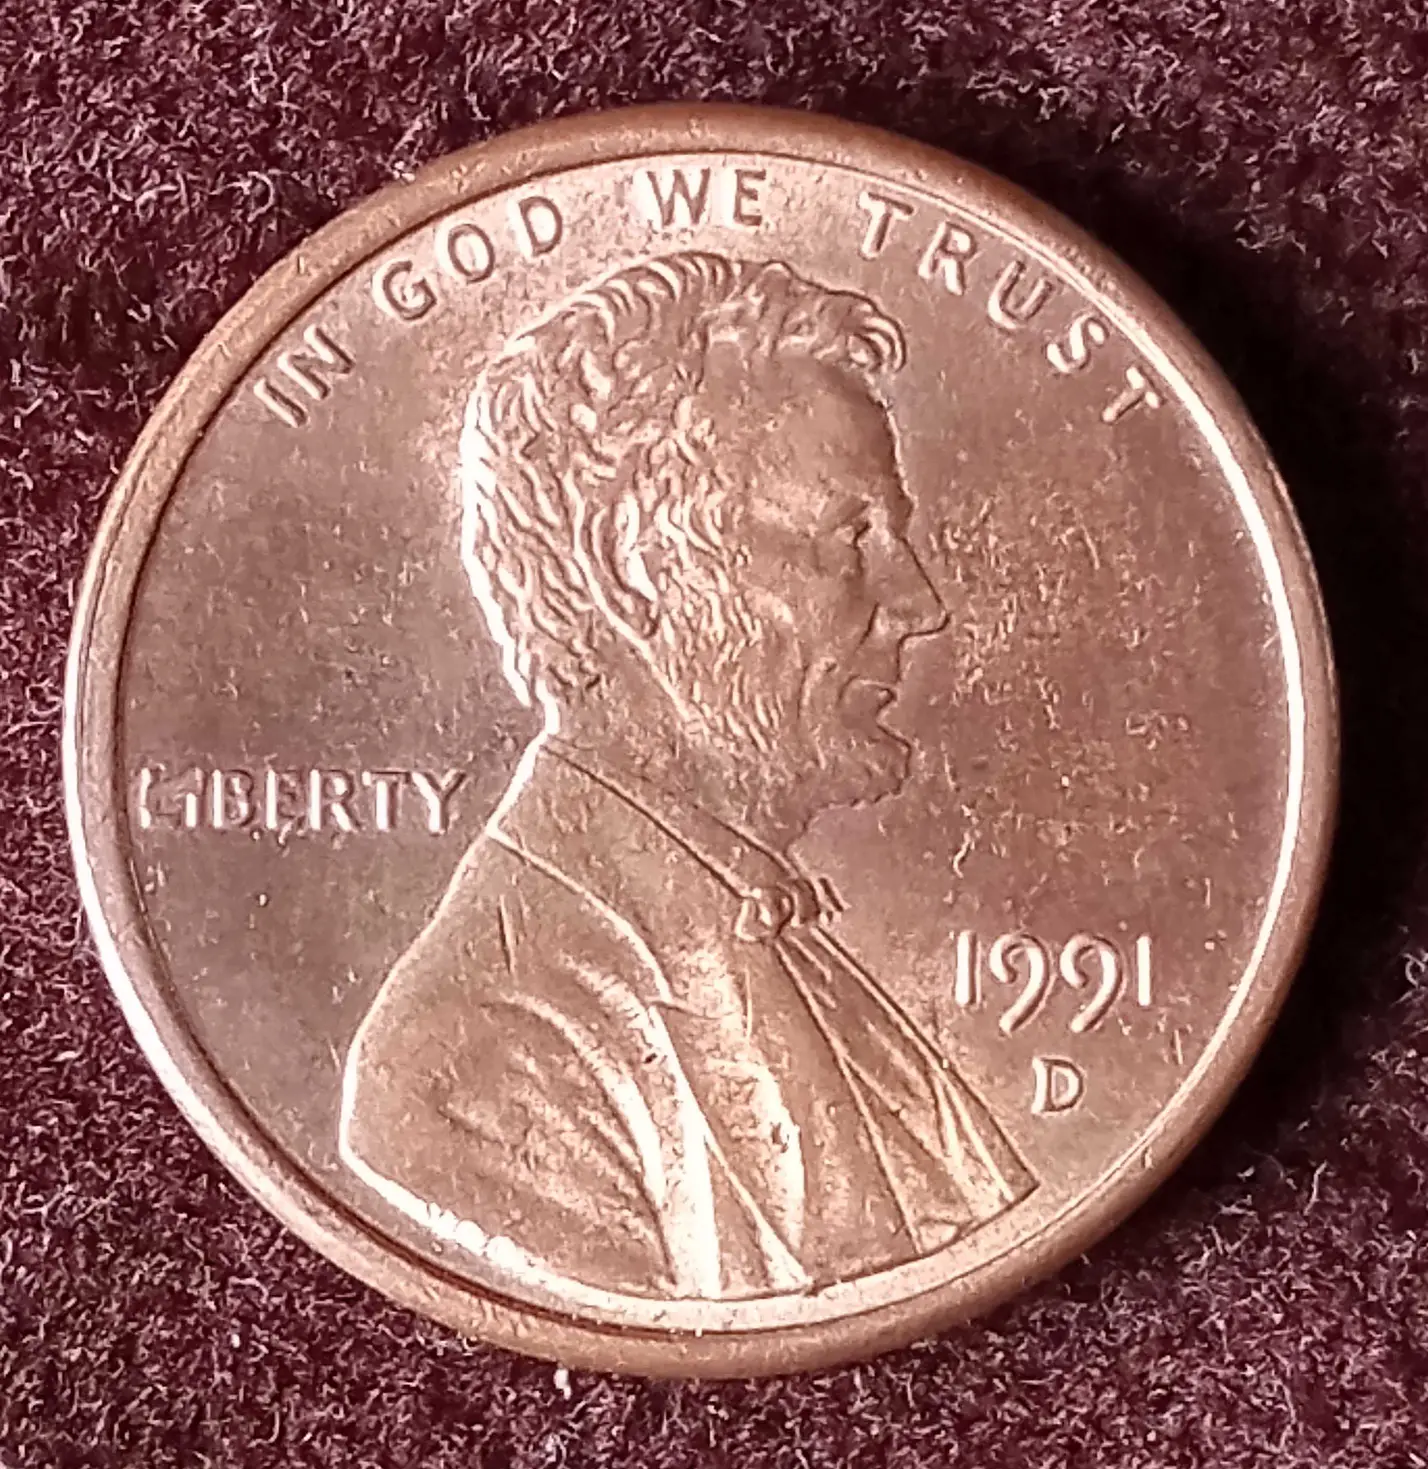 IN GOD WE TRUST
LIBERTY
1991
D